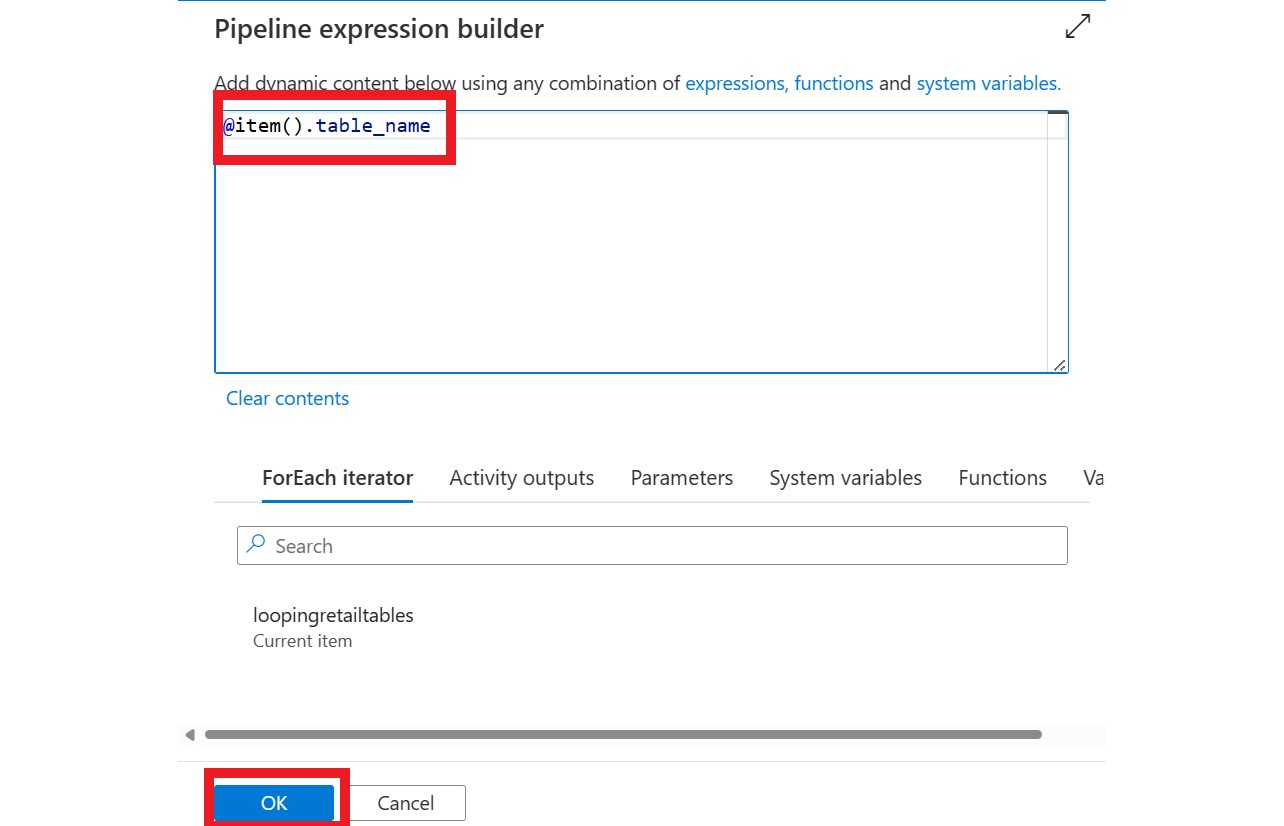 Pipeline expression builder
Add dynamic content below using any combination of expressions, functions and system variables.
@item().table_name
Clear contents
ForEach iterator Activity outputs Parameters System variables Functions Va
Search
loopingretailtables
Current item
OK Cancel